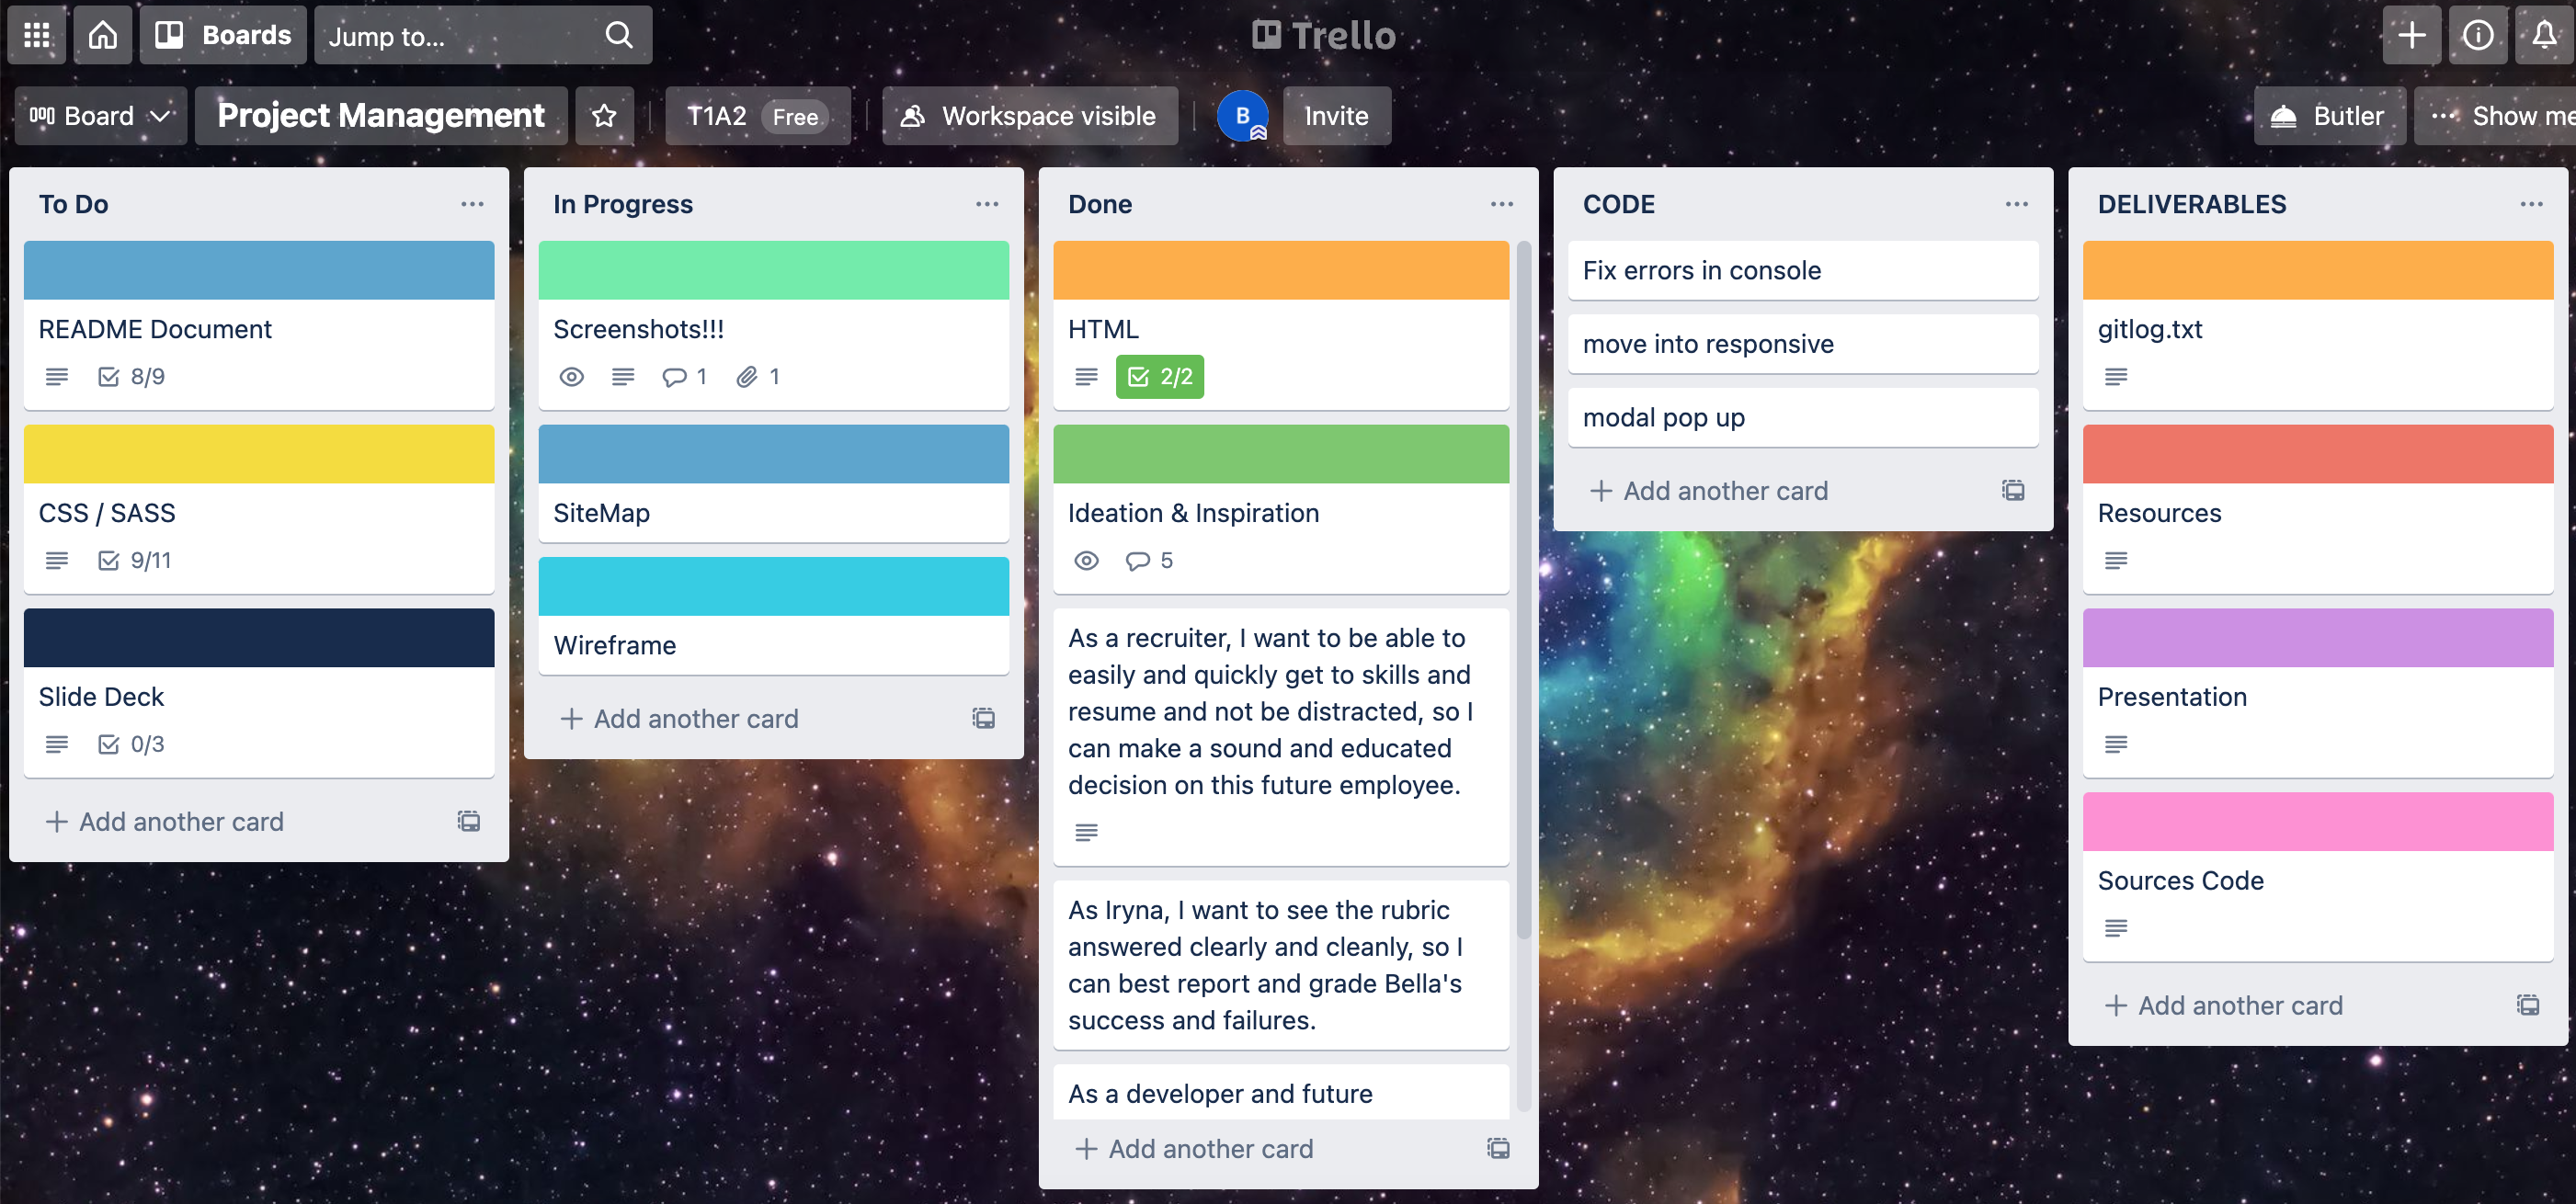 Boards
Jump to...
Trello
Board
Project Management
T1A2 Free
Workspace visible
B
Invite
Butler
Show me
To Do
README Document
8/9
CSS / SASS
9/11
Slide Deck
0/3
+ Add another card
In Progress
Screenshots!!!
1 1
SiteMap
Wireframe
+ Add another card
Done
HTML
2/2
Ideation & Inspiration
5
As a recruiter, I want to be able to
easily and quickly get to skills and
resume and not be distracted, so I
can make a sound and educated
decision on this future employee.
As Iryna, I want to see the rubric
answered clearly and cleanly, so I
can best report and grade Bella's
success and failures.
As a developer and future
+ Add another card
CODE
Fix errors in console
move into responsive
modal pop up
+ Add another card
DELIVERABLES
gitlog.txt
Resources
Presentation
Sources Code
+ Add another card